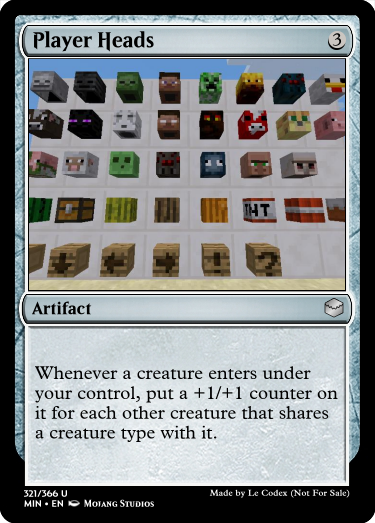 Player Heads 3
TNT
Artifact
Whenever a creature enters under
your control, put a +1/+1 counter on
it for each other creature that shares
a creature type with it.
321/366 U
MIN • EN Mojang Studios
Made by Le Codex (Not For Sale)